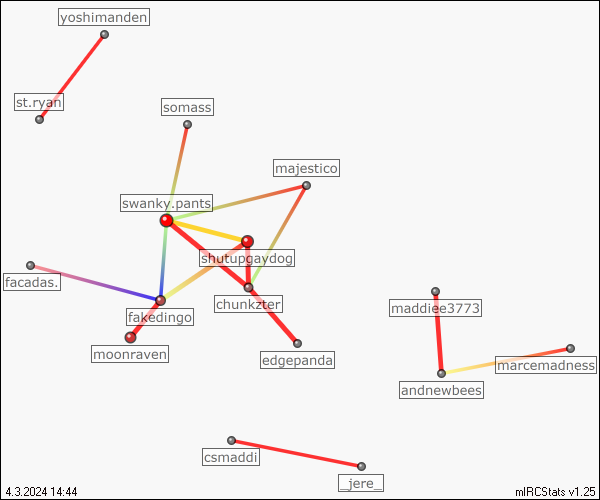 yoshimanden
st.ryan
somass
majestico
swanky.pants
shutupgaydog
facadas.
chunkzter
fakedingo
maddiee3773
moonraven
edgepanda
marcemadness
andnewbees
csmaddi
_jere_
4.3.2024 14:44
mIRCStats v1.25